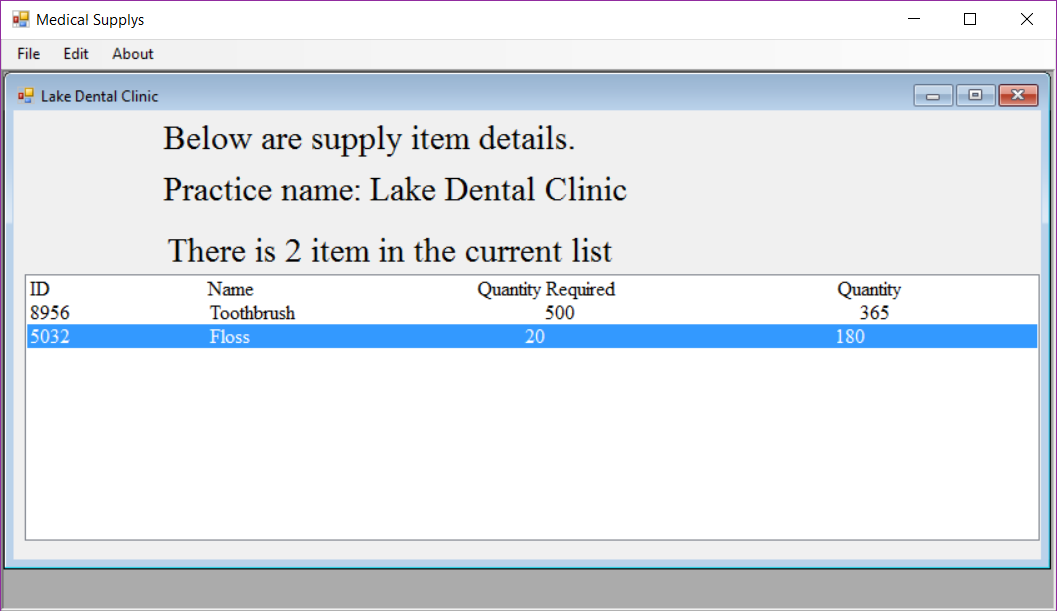 Medical Supplys
File Edit About
Lake Dental Clinic
Below are supply item details.
Practice name: Lake Dental Clinic
There is 2 item in the current list
ID Name Quantity Required Quantity
8956 Toothbrush 500 365
5032 Floss 20 180